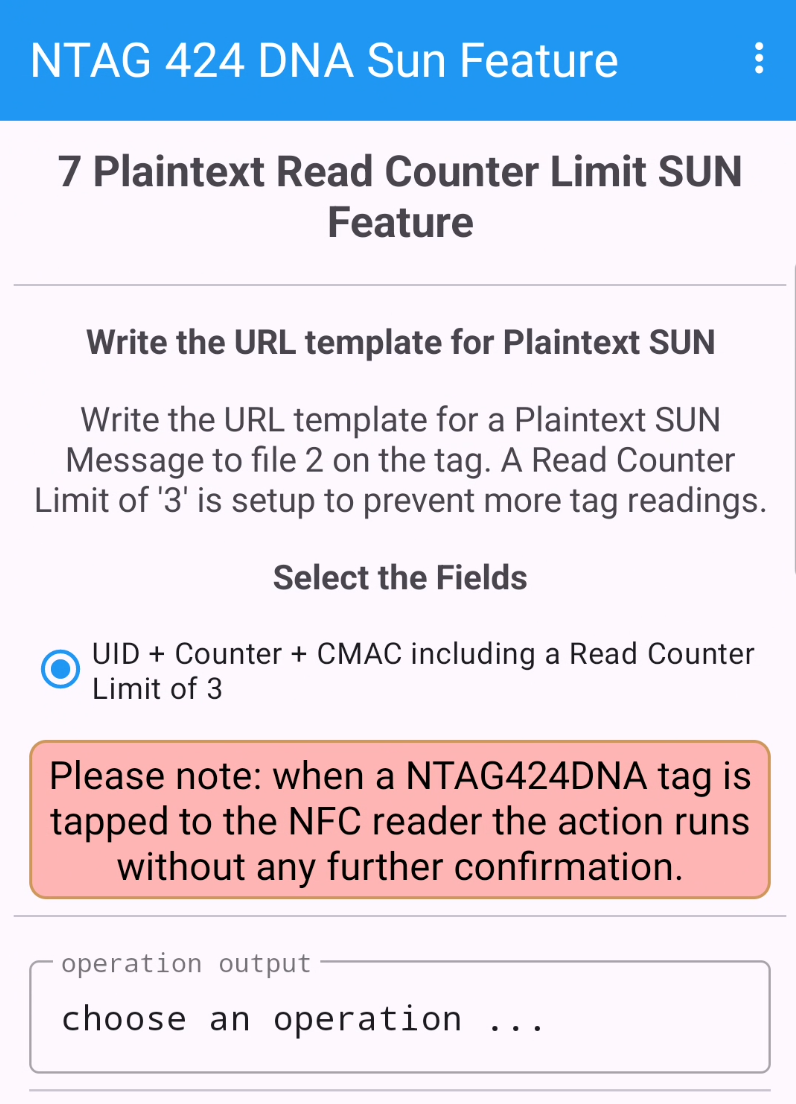 NTAG 424 DNA Sun Feature
7 Plaintext Read Counter Limit SUN
Feature
Write the URL template for Plaintext SUN
Write the URL template for a Plaintext SUN
Message to file 2 on the tag. A Read Counter
Limit of '3' is setup to prevent more tag readings.
Select the Fields
UID + Counter + CMAC including a Read Counter
Limit of 3
Please note: when a NTAG424DNA tag is
tapped to the NFC reader the action runs
without any further confirmation.
operation output
choose an operation ...